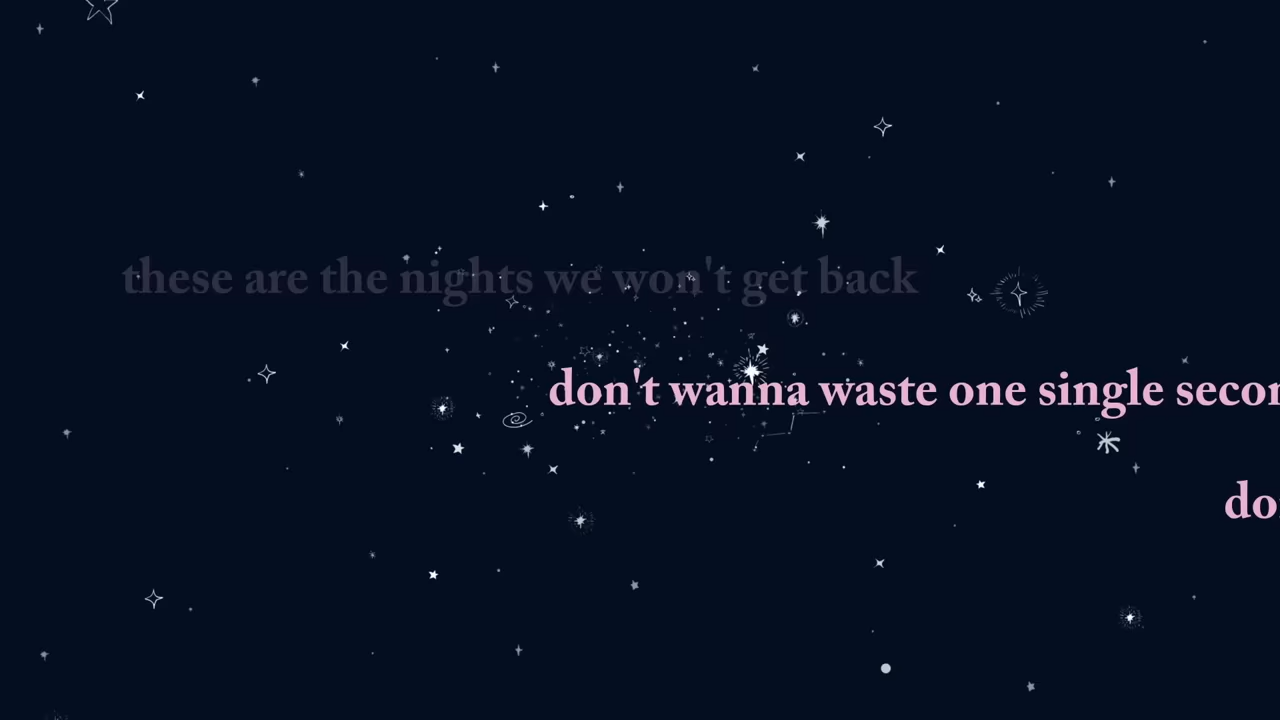 these are the nights we won't get back
don't wanna waste one single secon
do